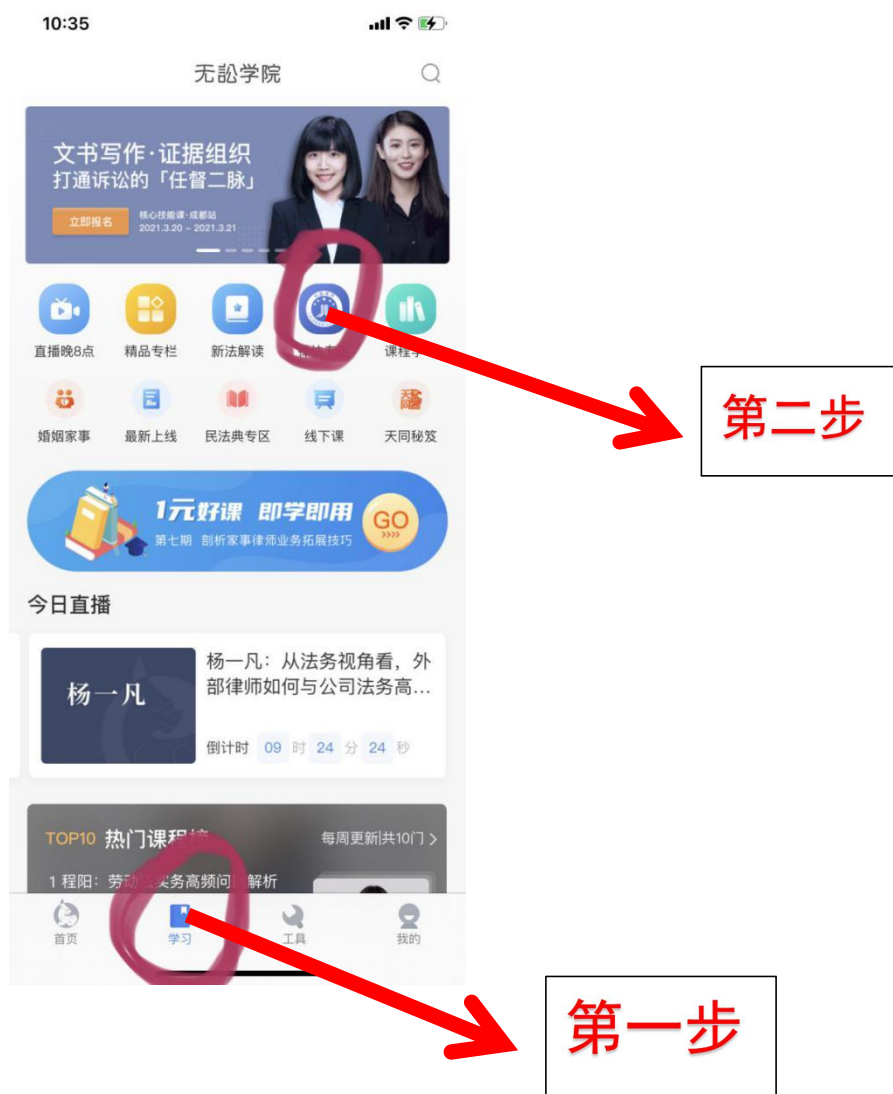 10:35
无訟学院
文书写作·证据组织
打通诉讼的「任督二脉」
立即报名
核心技能课·成都站
2021.3.20 – 2021.3.21
直播晚8点
精品专栏
新法解读
课程
婚姻家事
最新上线
民法典专区
线下课
天同秘笈
第二步
1元好课 即学即用
GO
第七期 剖析家事律师业务拓展技巧
今日直播
杨一凡
杨一凡：从法务视角看，外
部律师如何与公司法务高...
倒计时 09 时 24 分 24 秒
TOP10 热门课程榜
每周更新|共10门
1 程阳：劳动法实务高频问题解析
首页
学习
工具
我的
第一步